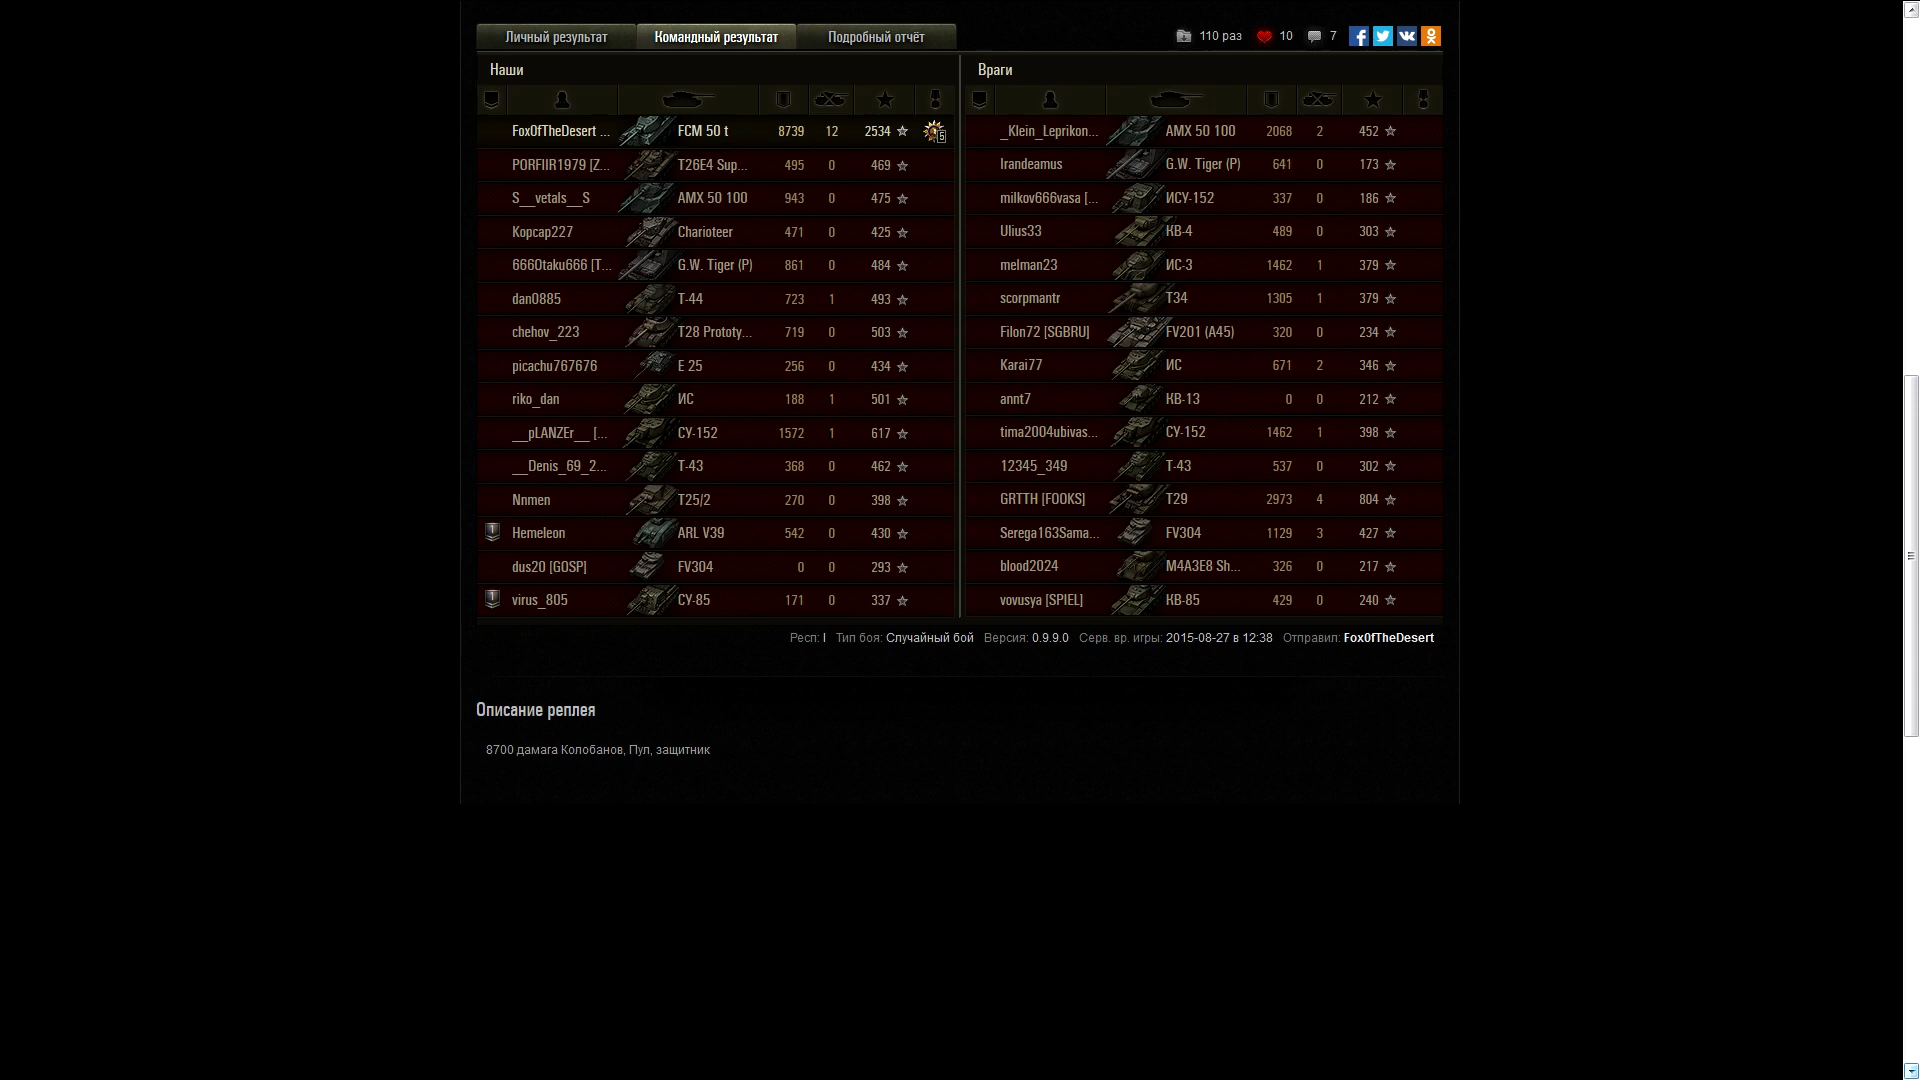 Личный результат Командный результат Подробный отчёт 110 раз 10 7
Наши Враги
FoxOfTheDesert ... FCM 50 t 8739 12 2534 5 _Klein_Leprikon... AMX 50 100 2068 2 452
PORFIIR1979 [Z... T26E4 Sup... 495 0 469 Irandeamus G.W. Tiger (P) 641 0 173
S__vetals__S AMX 50 100 943 0 475 milkov666vasa [... ИСУ-152 337 0 186
Kopcap227 Charioteer 471 0 425 Ulius33 КВ-4 489 0 303
666Otaku666 [T... G.W. Tiger (P) 861 0 484 melman23 ИС-3 1462 1 379
dan0885 Т-44 723 1 493 scorpmantr T34 1305 1 379
chehov_223 T28 Prototy... 719 0 503 Filon72 [SGBRU] FV201 (A45) 320 0 234
picachu767676 E 25 256 0 434 Karai77 ИС 671 2 346
riko_dan ИС 188 1 501 annt7 КВ-13 0 0 212
__pLANZEr__ [... СУ-152 1572 1 617 tima2004ubivas... СУ-152 1462 1 398
__Denis_69_2... Т-43 368 0 462 12345_349 Т-43 537 0 302
Nnmen T25/2 270 0 398 GRTTH [FOOKS] T29 2973 4 804
1 Hemeleon ARL V39 542 0 430 Serega163Sama... FV304 1129 3 427
dus20 [GOSP] FV304 0 0 293 blood2024 M4A3E8 Sh... 326 0 217
1 virus_805 СУ-85 171 0 337 vovusya [SPIEL] КВ-85 429 0 240
Респ: I Тип боя: Случайный бой Версия: 0.9.9.0 Серв. вр. игры: 2015-08-27 в 12:38 Отправил: Fox0fTheDesert
Описание реплея
8700 дамага Колобанов, Пул, защитник